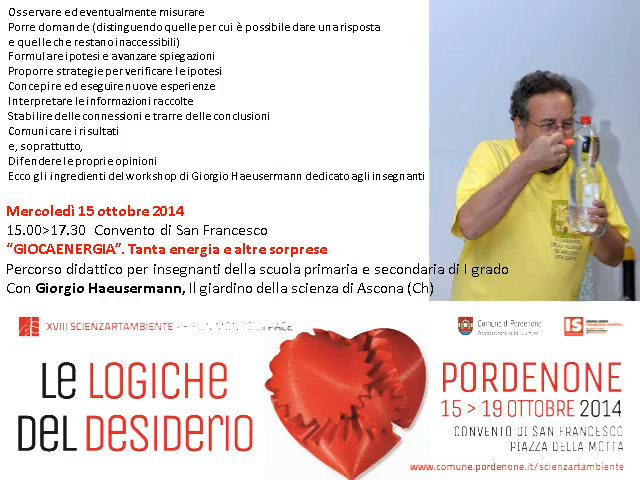 Osservare ed eventualmente misurare
Porre domande (distinguendo quelle per cui è possibile dare una risposta
e quelle che restano inaccessibili)
Formulare ipotesi e avanzare spiegazioni
Proporre strategie per verificare le ipotesi
Concepire ed eseguire nuove esperienze
Interpretare le informazioni raccolte
Stabilire delle connessioni e trarre delle conclusioni
Comunicare i risultati
e, soprattutto,
Difendere le proprie opinioni
Ecco gli ingredienti del workshop di Giorgio Haeusermann dedicato agli insegnanti
Mercoledì 15 ottobre 2014
15.00>17.30 Convento di San Francesco
“GIOCAENERGIA”. Tanta energia e altre sorprese
Percorso didattico per insegnanti della scuola primaria e secondaria di I grado
Con Giorgio Haeusermann, Il giardino della scienza di Ascona (Ch)
XVIII SCIENZARTAMBIENTE PACE
Comune di Pordenone
IS
LE LOGICHE
DEL DESIDERIO
PORDENONE
15 > 19 OTTOBRE 2014
CONVENTO DI SAN FRANCESCO
PIAZZA DELLA MOTTA
www.comune.pordenone.it/scienzartambiente